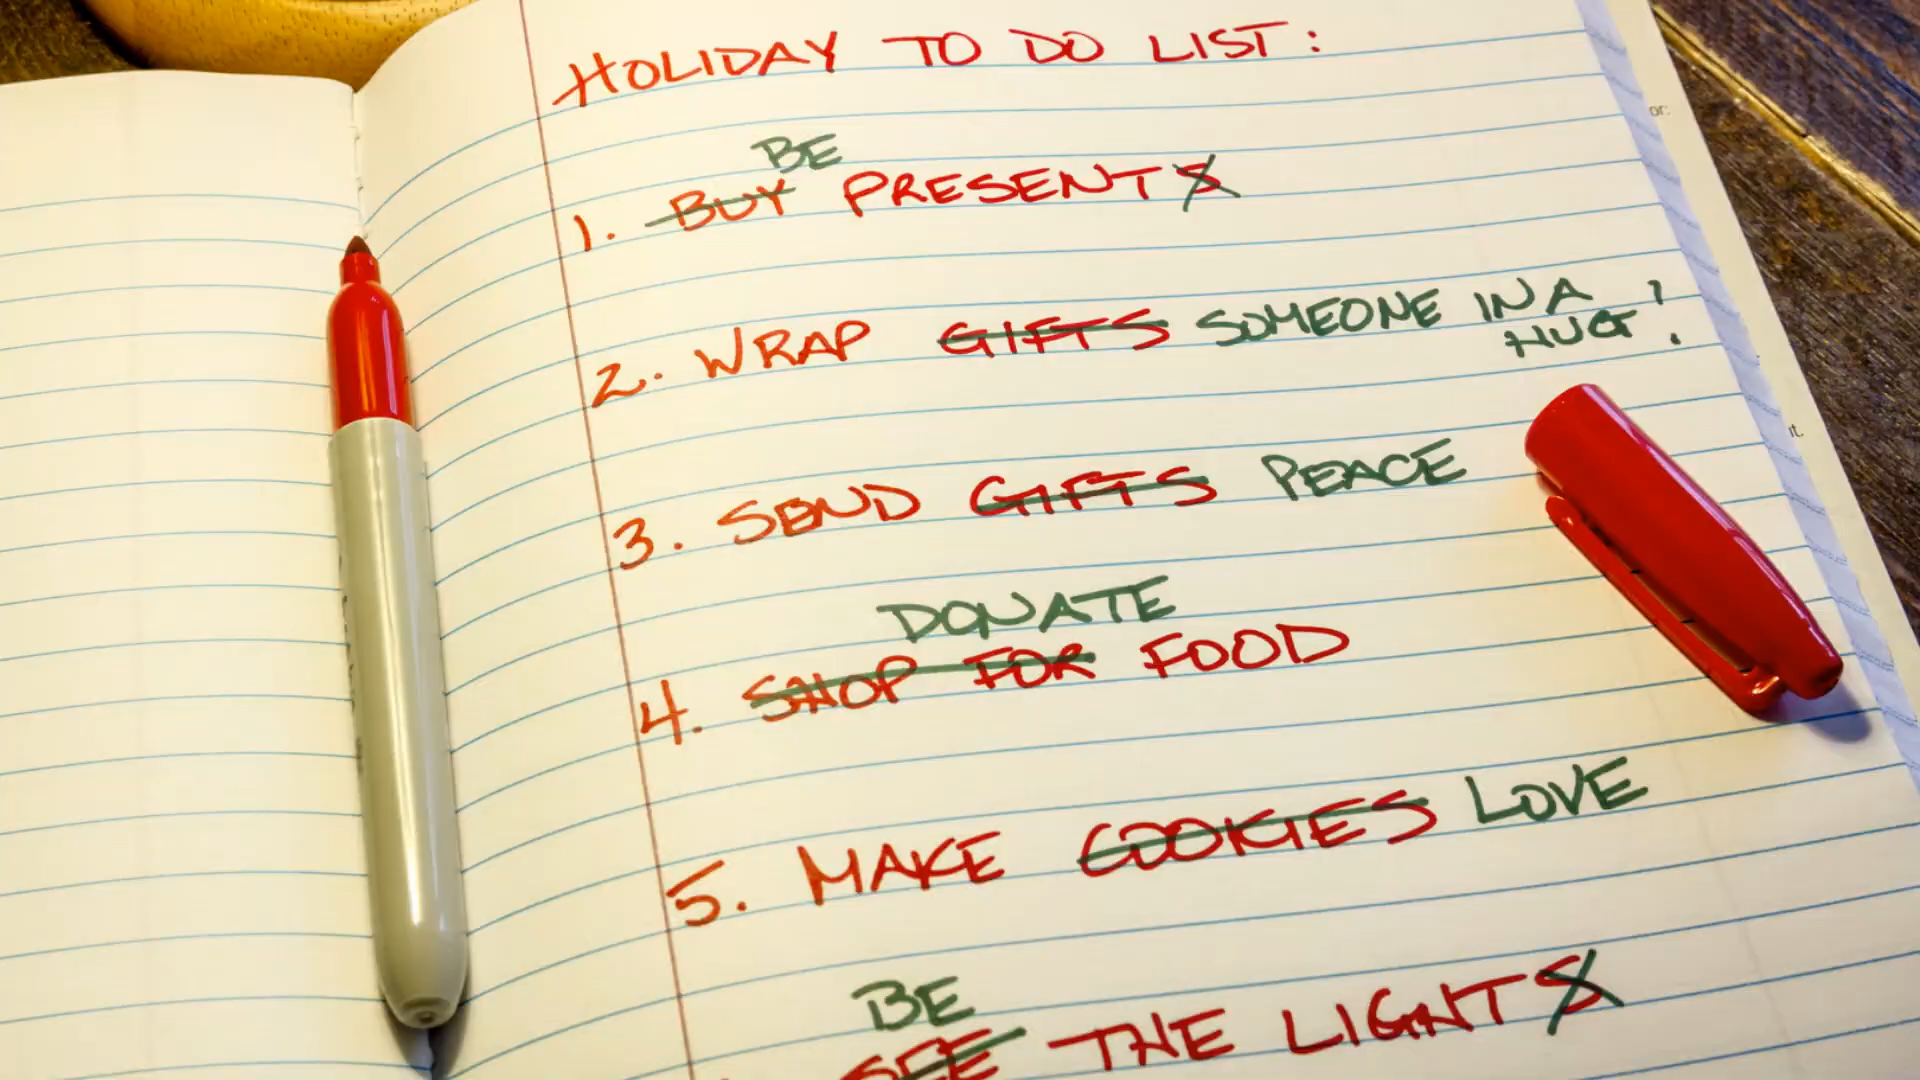 HOLIDAY TO DO LIST:
BE
1. BUY PRESENTS
2. WRAP GIFTS SOMEONE IN A
HUG!
3. SEND GIFTS PEACE
DONATE
4. SHOP FOR FOOD
5. MAKE COOKIES LOVE
BE
SEE THE LIGHTS